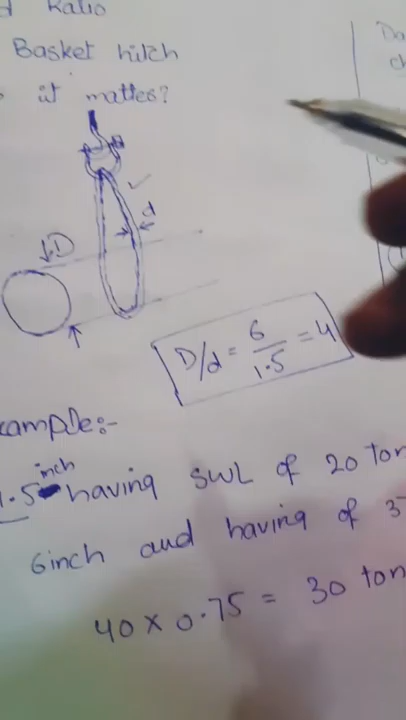 Ratio
Basket hitch
it mattes?
D
d
D/d = 6/1.5 = 4
Example:-
1.5 inch having SWL of 20 ton
6inch and having of 3
40 x 0.75 = 30 ton